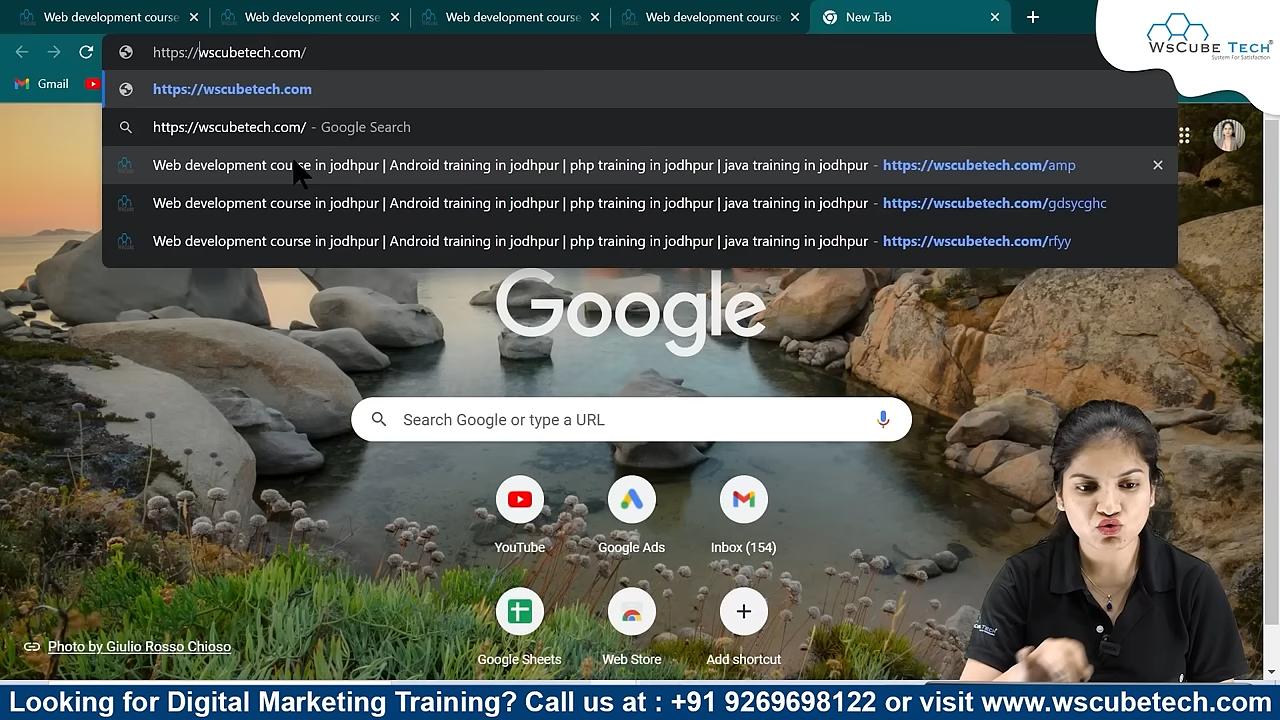 Web development course
Web development course
Web development course
Web development course
New Tab
WsCube Tech
System For Satisfaction
https://wscubetech.com/
Gmail
https://wscubetech.com
https://wscubetech.com/ - Google Search
Web development course in jodhpur | Android training in jodhpur | php training in jodhpur | java training in jodhpur - https://wscubetech.com/amp
Web development course in jodhpur | Android training in jodhpur | php training in jodhpur | java training in jodhpur - https://wscubetech.com/gdsycghc
Web development course in jodhpur | Android training in jodhpur | php training in jodhpur | java training in jodhpur - https://wscubetech.com/rfyy
Google
Search Google or type a URL
YouTube
Google Ads
Inbox (154)
Google Sheets
Web Store
Add shortcut
Photo by Giulio Rosso Chioso
Looking for Digital Marketing Training? Call us at : +91 9269698122 or visit www.wscubetech.com